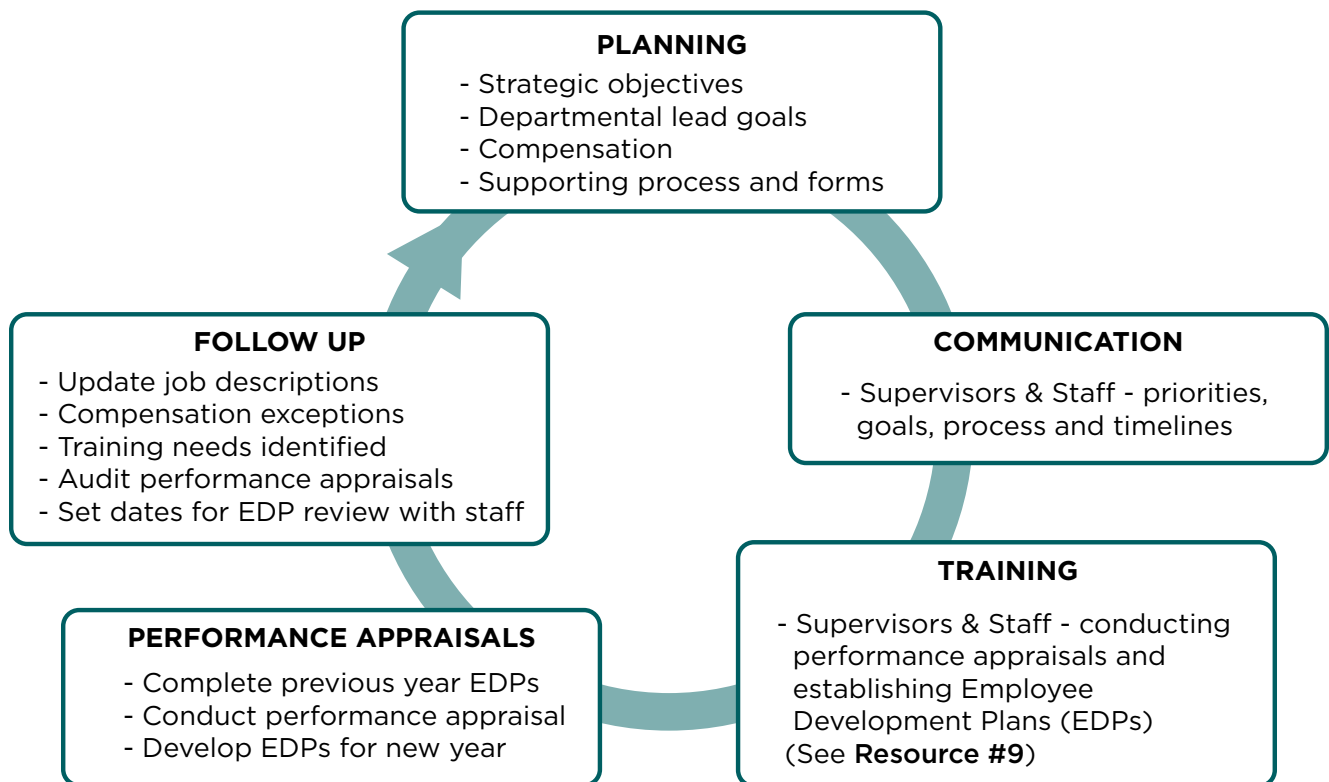 PLANNING
- Strategic objectives
- Departmental lead goals
- Compensation
- Supporting process and forms
COMMUNICATION
- Supervisors & Staff - priorities,
goals, process and timelines
TRAINING
- Supervisors & Staff - conducting
performance appraisals and
establishing Employee
Development Plans (EDPs)
(See Resource #9)
PERFORMANCE APPRAISALS
- Complete previous year EDPs
- Conduct performance appraisal
- Develop EDPs for new year
FOLLOW UP
- Update job descriptions
- Compensation exceptions
- Training needs identified
- Audit performance appraisals
- Set dates for EDP review with staff